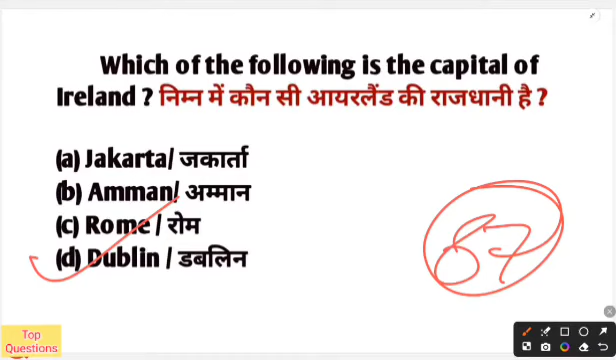 Which of the following is the capital of
Ireland ? निम्न में कौन सी आयरलैंड की राजधानी है ?
(a) Jakarta/ जकार्ता
(b) Amman/ अम्मान
(c) Rome / रोम
(d) Dublin / डबलिन
57
Top
Questions